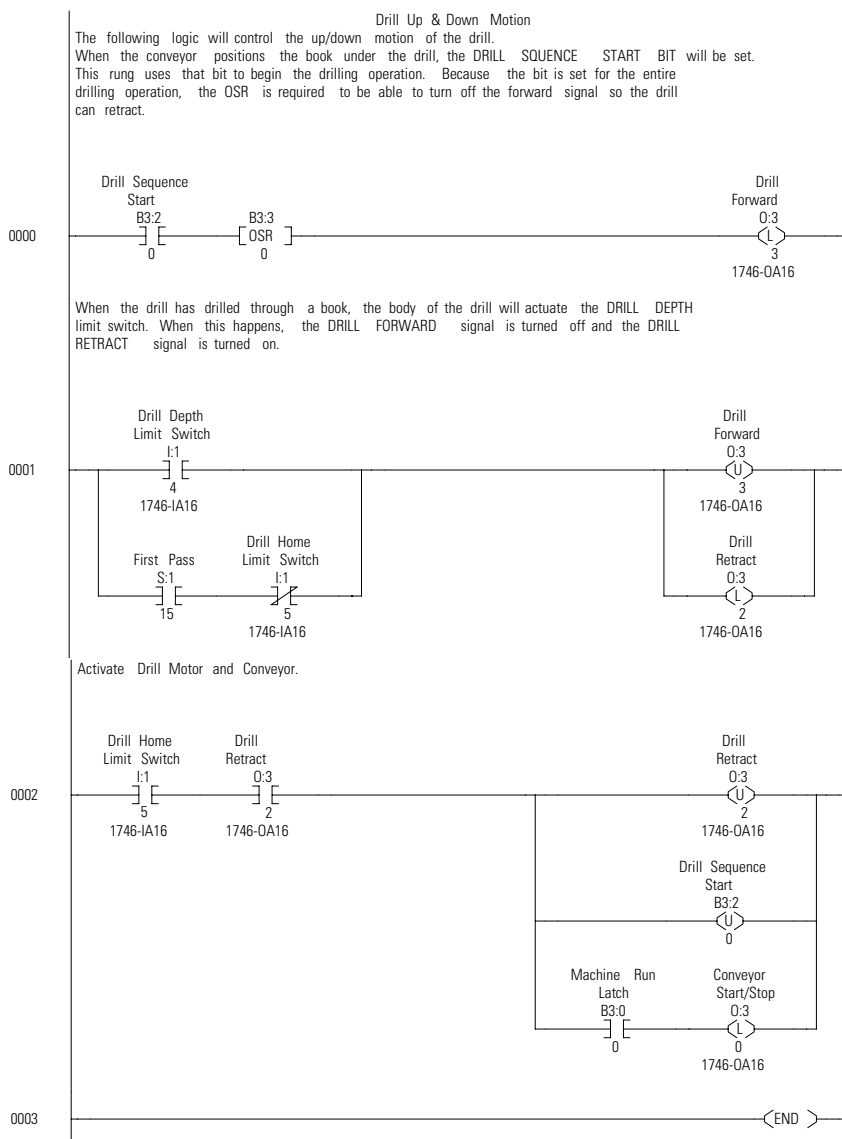 Drill Up & Down Motion
The following logic will control the up/down motion of the drill.
When the conveyor positions the book under the drill, the DRILL SQUENCE START BIT will be set.
This rung uses that bit to begin the drilling operation. Because the bit is set for the entire
drilling operation, the OSR is required to be able to turn off the forward signal so the drill
can retract.
Drill Sequence Drill
Start Forward
B3:2 B3:3 O:3
0000 OSR L
0 0 3
1746-OA16
When the drill has drilled through a book, the body of the drill will actuate the DRILL DEPTH
limit switch. When this happens, the DRILL FORWARD signal is turned off and the DRILL
RETRACT signal is turned on.
Drill Depth Drill
Limit Switch Forward
I:1 O:3
0001 U
4 3
1746-IA16 1746-OA16
Drill Home Drill
First Pass Limit Switch Retract
S:1 I:1 O:3
L
15 5 2
1746-IA16 1746-OA16
Activate Drill Motor and Conveyor.
Drill Home Drill Drill
Limit Switch Retract Retract
I:1 O:3 O:3
0002 U
5 2 2
1746-IA16 1746-OA16 1746-OA16
Drill Sequence
Start
B3:2
U
0
Machine Run Conveyor
Latch Start/Stop
B3:0 O:3
L
0 0
1746-OA16
0003 END